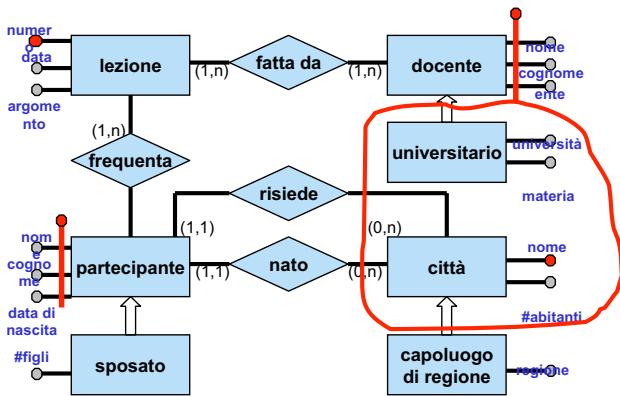 numer
o
data
argome
nto
lezione
(1,n)
fatta da
(1,n)
docente
nome
cognome
ente
(1,n)
frequenta
universitario
università
materia
risiede
(1,1)
(0,n)
nom
e
cogno
me
data di
nascita
partecipante
(1,1)
nato
(0,n)
città
nome
#abitanti
#figli
sposato
capoluogo
di regione
regione